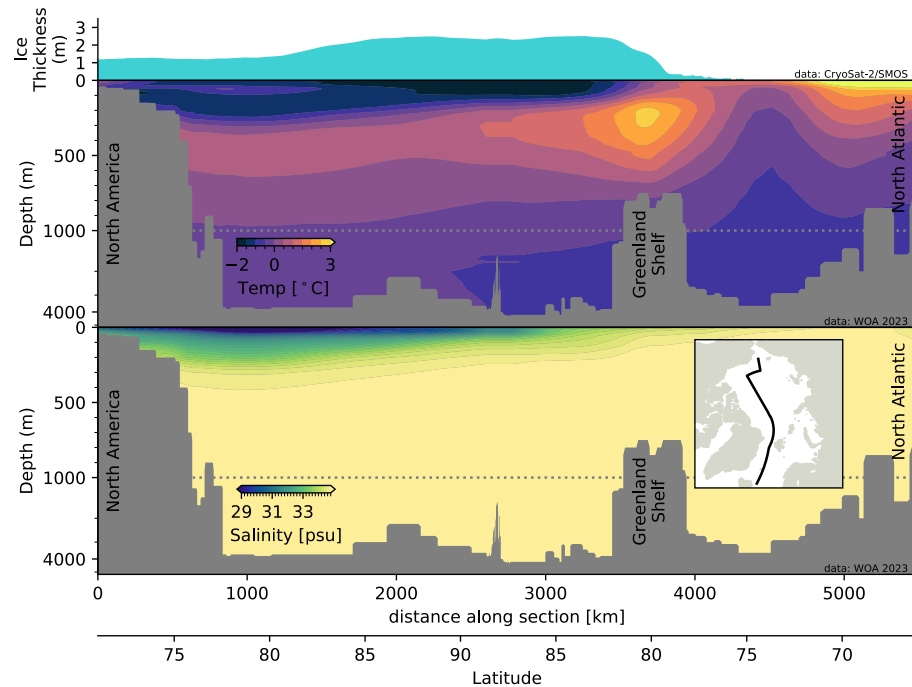 Ice
Thickness
(m)
3
2
1
0
data: CryoSat-2/SMOS
Depth (m)
500
1000
4000
North America
−2 0 3
Temp [°C]
Greenland
Shelf
North Atlantic
data: WOA 2023
Depth (m)
0
500
1000
4000
North America
29 31 33
Salinity [psu]
Greenland
Shelf
North Atlantic
data: WOA 2023
0 1000 2000 3000 4000 5000
distance along section [km]
75 80 85 88 85 80 75 70
Latitude